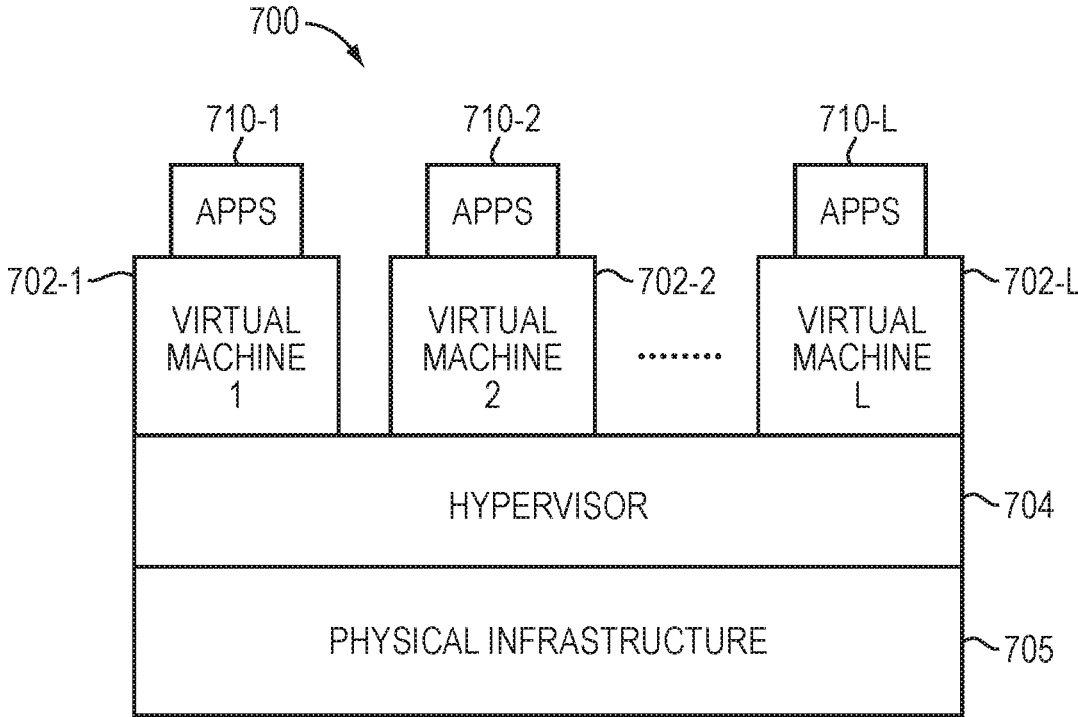 700
710-1
710-2
710-L
APPS
APPS
APPS
702-1
702-2
702-L
VIRTUAL
MACHINE
1
VIRTUAL
MACHINE
2
VIRTUAL
MACHINE
L
HYPERVISOR
704
PHYSICAL INFRASTRUCTURE
705